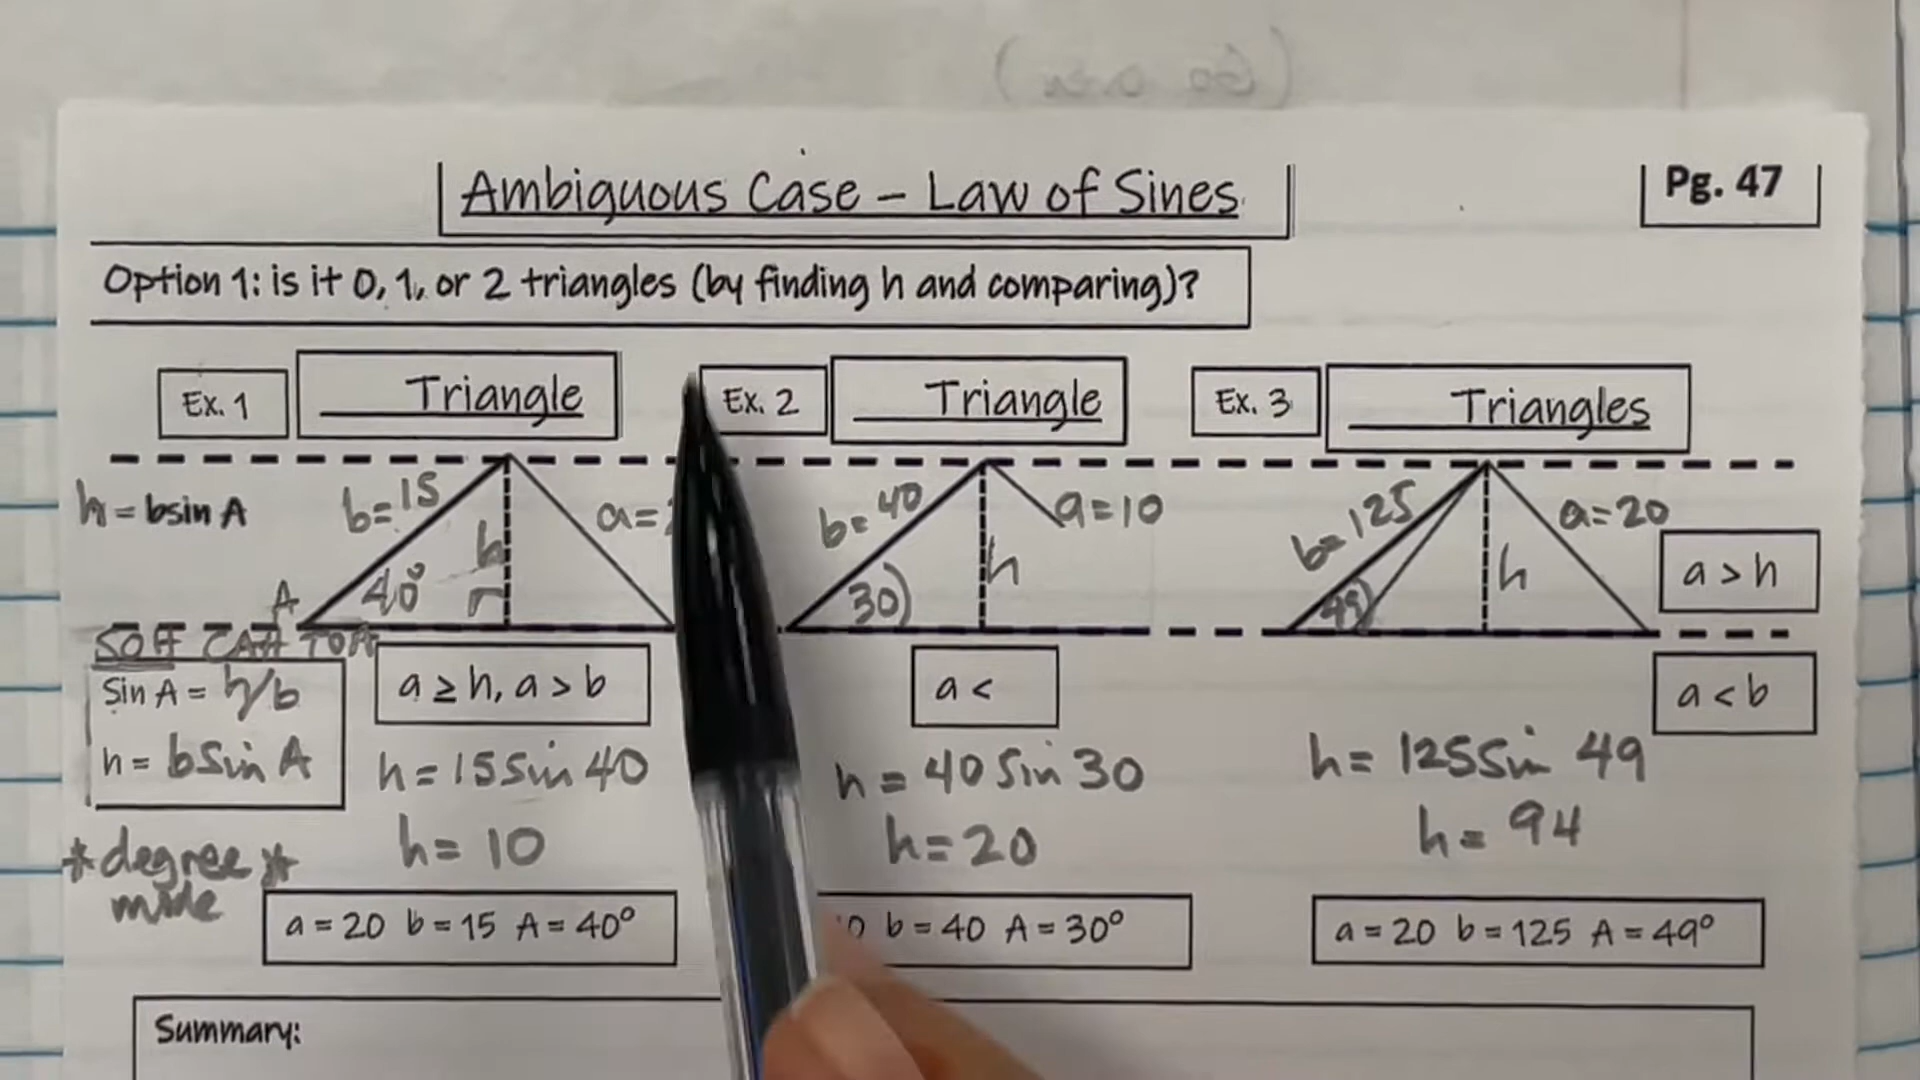 Ambiguous Case – Law of Sines
Pg. 47
Option 1: is it 0, 1, or 2 triangles (by finding h and comparing)?
Ex. 1
Triangle
Ex. 2
Triangle
Ex. 3
Triangles
h = bsin A
b=15
a=
h
A
40°
b=40
a=10
h
30
b=125
a=20
h
49
a > h
SOH CAH TOA
sin A = h/b
h = bsin A
a ≥ h, a > b
a <
a < b
h=15sin40
h = 10
h = 40 sin 30
h=20
h= 125sin 49
h= 94
*degree*
mode
a = 20 b = 15 A = 40°
0 b = 40 A = 30°
a = 20 b = 125 A = 49°
Summary: